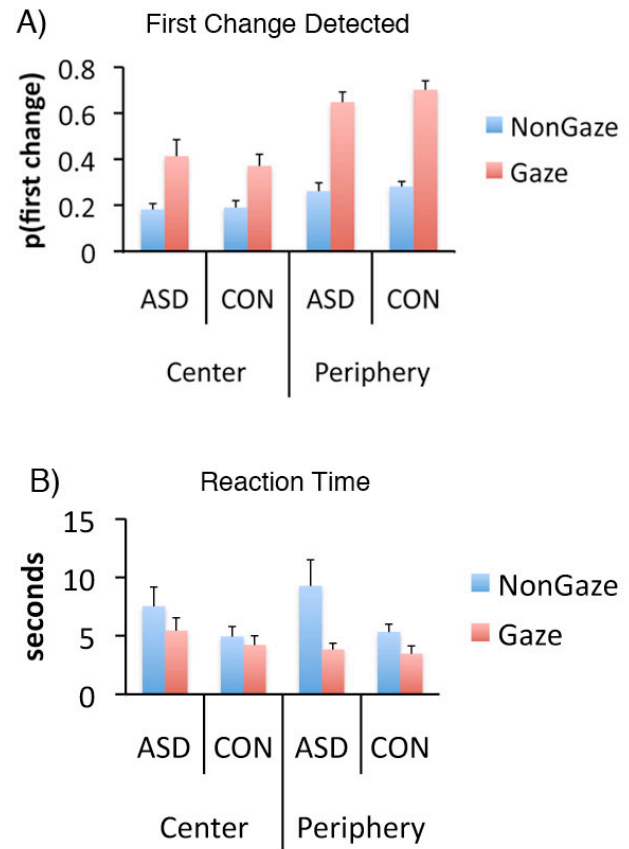 A)
First Change Detected
p(first change)
0.8
0.6
0.4
0.2
0
NonGaze
Gaze
ASD CON ASD CON
Center Periphery
B)
Reaction Time
seconds
15
10
5
0
NonGaze
Gaze
ASD CON ASD CON
Center Periphery